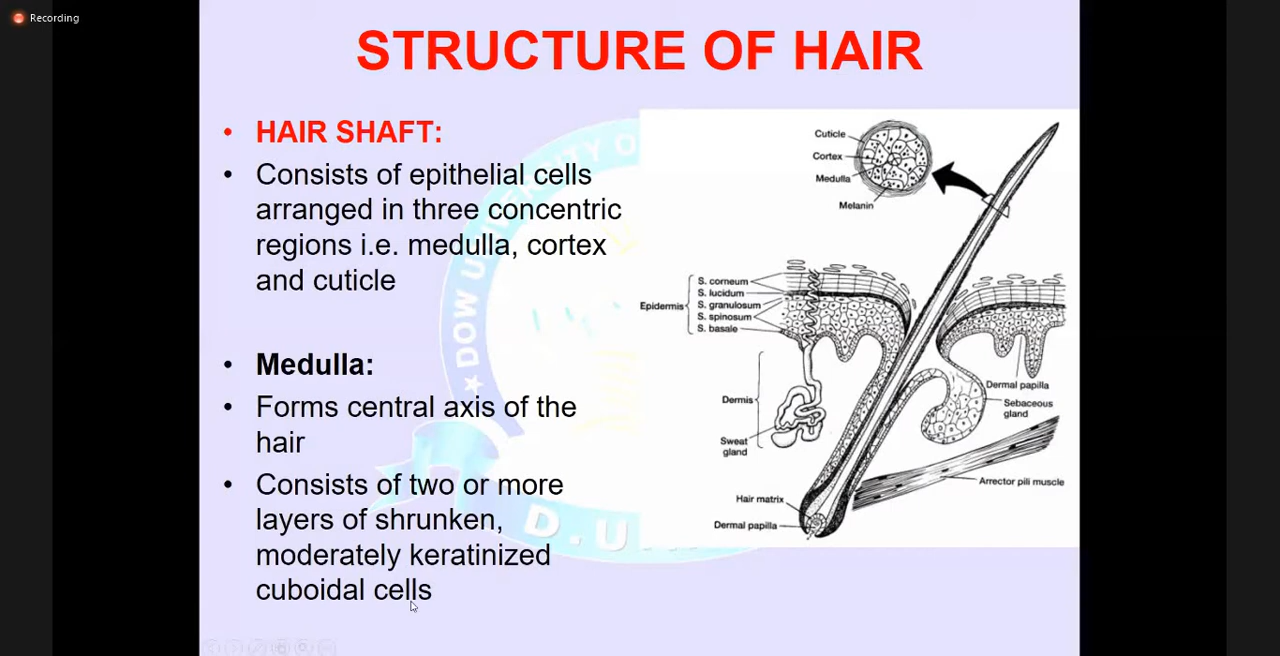 Recording
STRUCTURE OF HAIR
• HAIR SHAFT:
• Consists of epithelial cells
arranged in three concentric
regions i.e. medulla, cortex
and cuticle
• Medulla:
• Forms central axis of the
hair
• Consists of two or more
layers of shrunken,
moderately keratinized
cuboidal cells
Cuticle
Cortex
Medulla
Melanin
Epidermis
S. corneum
S. lucidum
S. granulosum
S. spinosum
S. basale
Dermis
Sweat
gland
Dermal papilla
Sebaceous
gland
Arrector pili muscle
Hair matrix
Dermal papilla
DOW UNIVERSITY O
D.U